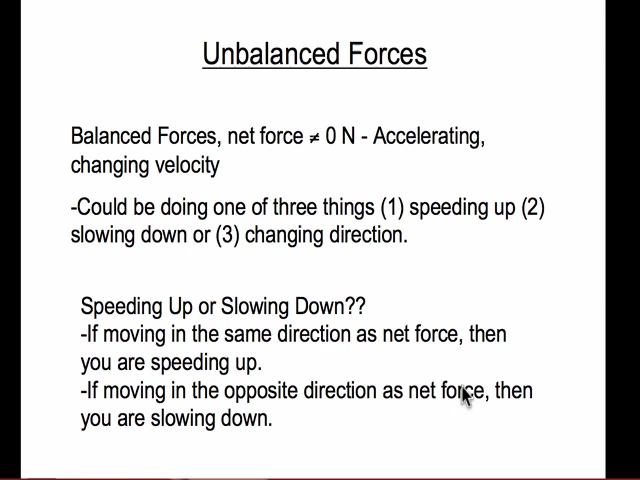 Unbalanced Forces
Balanced Forces, net force ≠ 0 N - Accelerating,
changing velocity
-Could be doing one of three things (1) speeding up (2)
slowing down or (3) changing direction.
Speeding Up or Slowing Down??
-If moving in the same direction as net force, then
you are speeding up.
-If moving in the opposite direction as net force, then
you are slowing down.